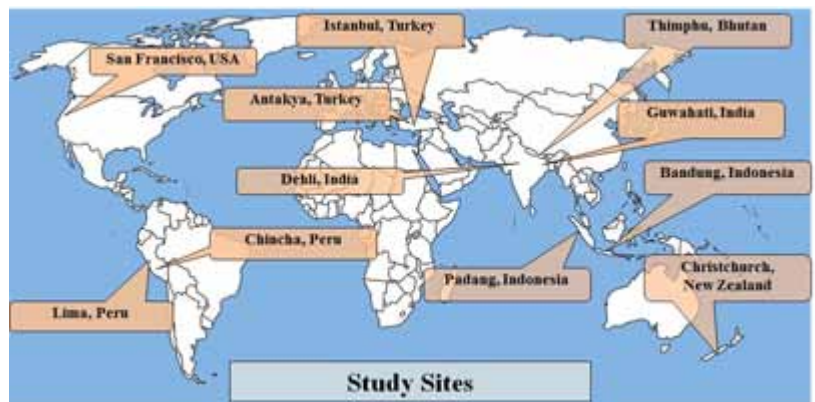 Istanbul, Turkey
Thimphu, Bhutan
San Francisco, USA
Antakya, Turkey
Guwahati, India
Dehli, India
Bandung, Indonesia
Chincha, Peru
Padang, Indonesia
Christchurch,
New Zealand
Lima, Peru
Study Sites